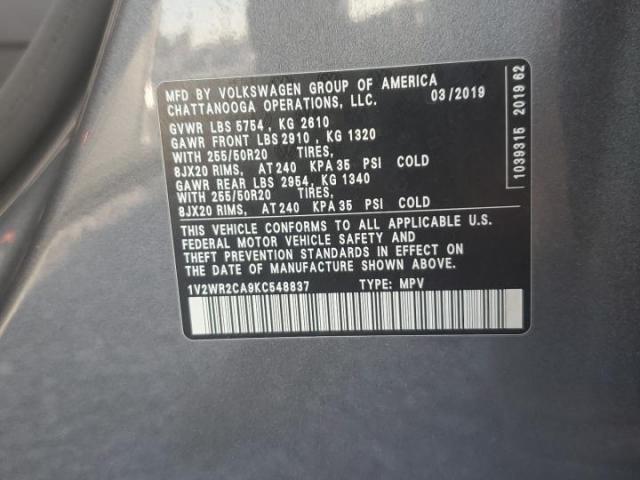 MFD BY VOLKSWAGEN GROUP OF AMERICA
CHATTANOOGA OPERATIONS, LLC. 03/2019
GVWR LBS 5754 , KG 2610
GAWR FRONT LBS 2910 , KG 1320
WITH 255/50R20 TIRES,
8JX20 RIMS, AT 240 KPA 35 PSI COLD
GAWR REAR LBS 2954, KG 1340
WITH 255/50R20 TIRES,
8JX20 RIMS, AT 240 KPA 35 PSI COLD
THIS VEHICLE CONFORMS TO ALL APPLICABLE U.S.
FEDERAL MOTOR VEHICLE SAFETY AND
THEFT PREVENTION STANDARDS IN EFFECT ON
THE DATE OF MANUFACTURE SHOWN ABOVE.
1V2WR2CA9KC548837 TYPE: MPV
1039315 2019 62